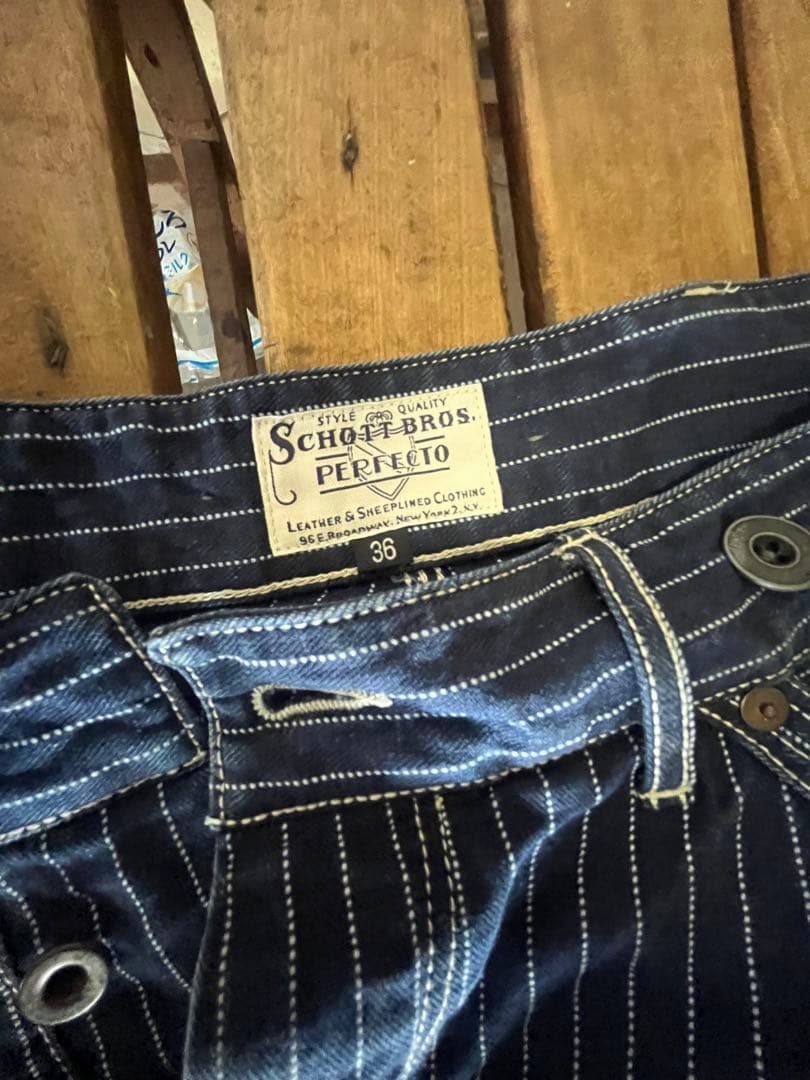 STYLE QUALITY
SCHOTT BROS.
PERFECTO
LEATHER & SHEEPLINED CLOTHING
96 E. BROADWAY. NEW YORK 2. N.Y.
36